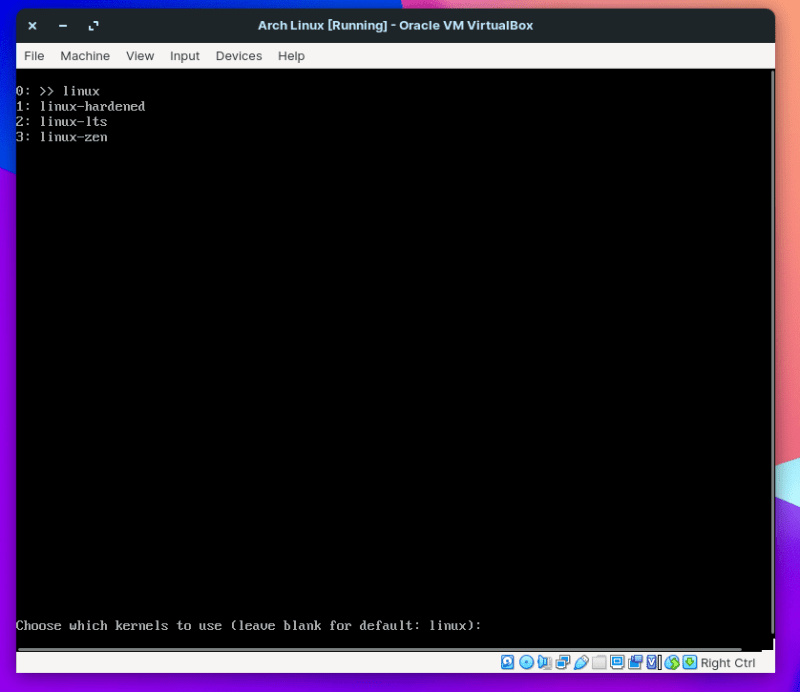 Arch Linux [Running] - Oracle VM VirtualBox
File Machine View Input Devices Help
0: >> linux
1: linux-hardened
2: linux-lts
3: linux-zen
Choose which kernels to use (leave blank for default: linux):
Right Ctrl